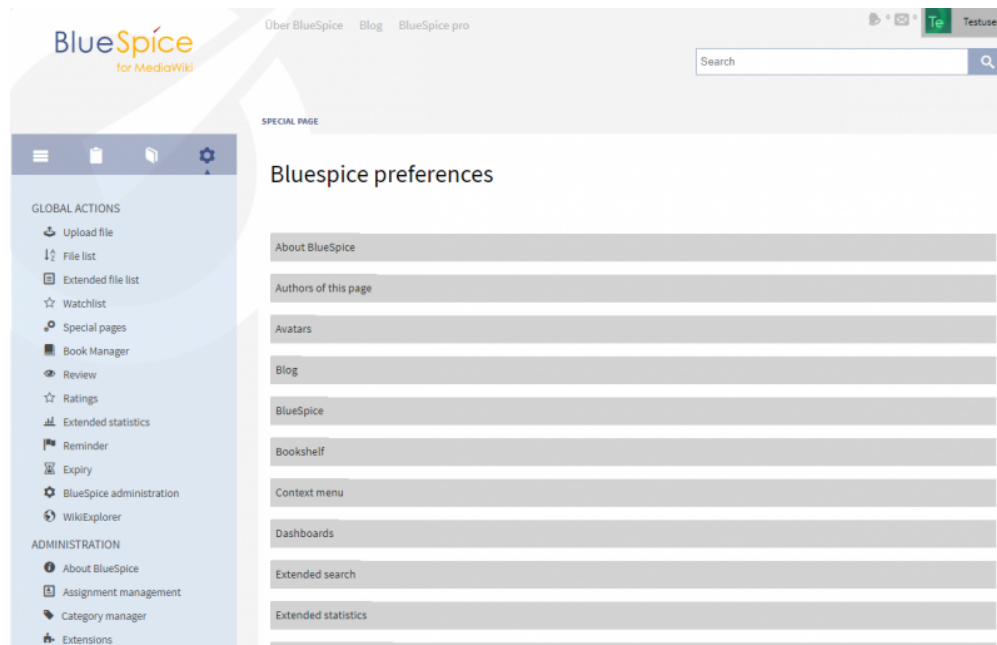 BlueSpice
for MediaWiki
Über BlueSpice Blog BlueSpice pro
Te Testuse
Search
SPECIAL PAGE
Bluespice preferences
GLOBAL ACTIONS
Upload file
File list
Extended file list
Watchlist
Special pages
Book Manager
Review
Ratings
Extended statistics
Reminder
Expiry
BlueSpice administration
WikiExplorer
ADMINISTRATION
About BlueSpice
Assignment management
Category manager
Extensions
About BlueSpice
Authors of this page
Avatars
Blog
BlueSpice
Bookshelf
Context menu
Dashboards
Extended search
Extended statistics